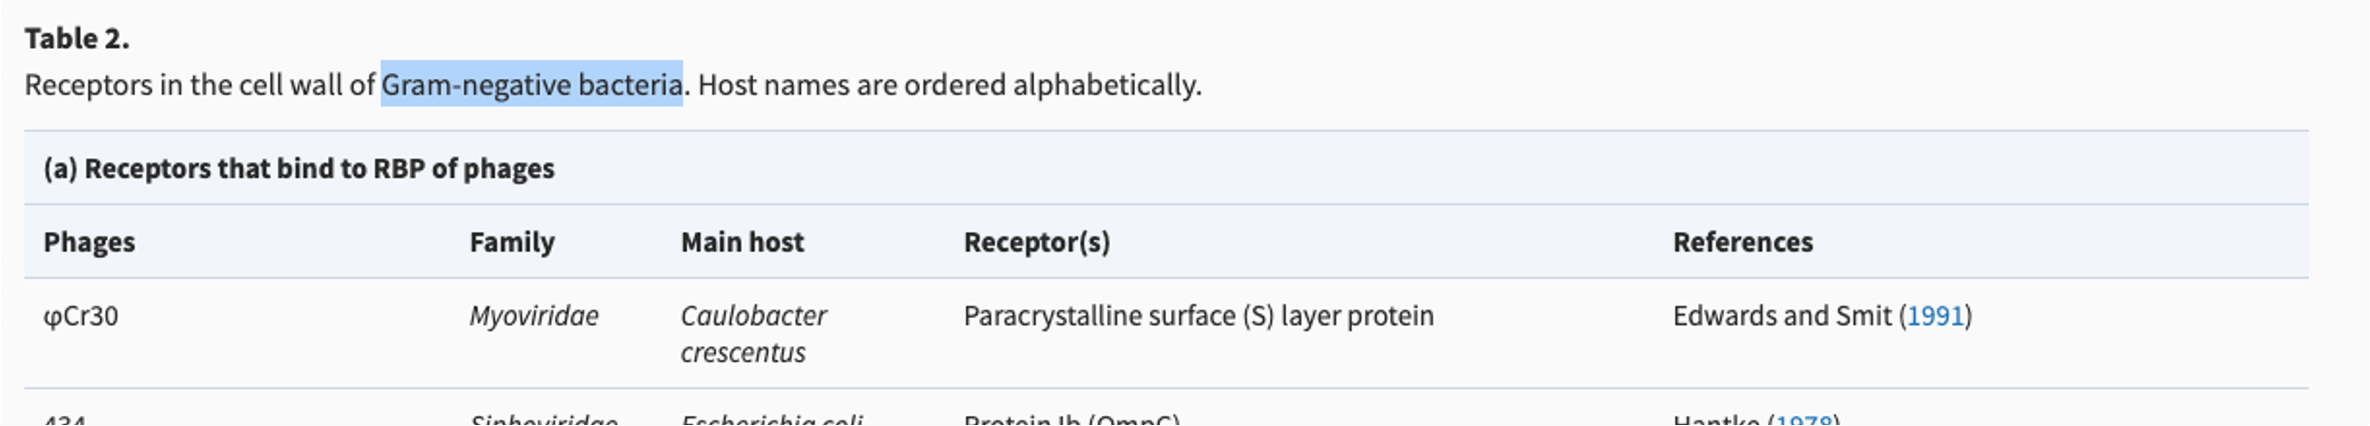 Table 2.
Receptors in the cell wall of Gram-negative bacteria. Host names are ordered alphabetically.
(a) Receptors that bind to RBP of phages
Phages Family Main host Receptor(s) References
φCr30 Myoviridae Caulobacter Paracrystalline surface (S) layer protein Edwards and Smit (1991)
crescentus
434 Siphoviridae Escherichia coli Protein Ib (OmpC) Hantke (1978)